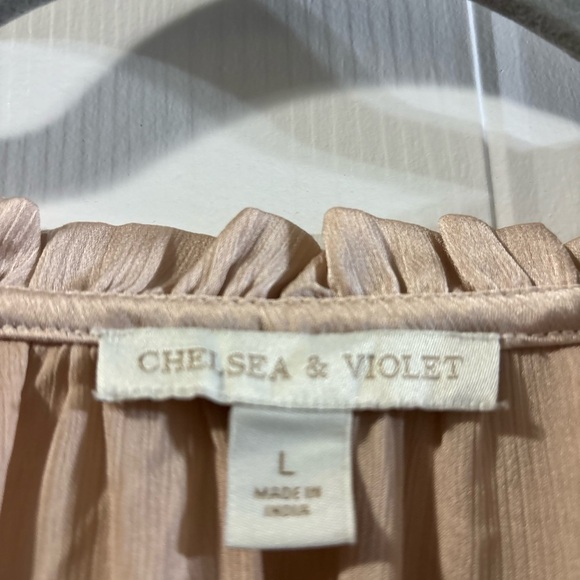 CHELSEA & VIOLET
L
MADE IN
INDIA